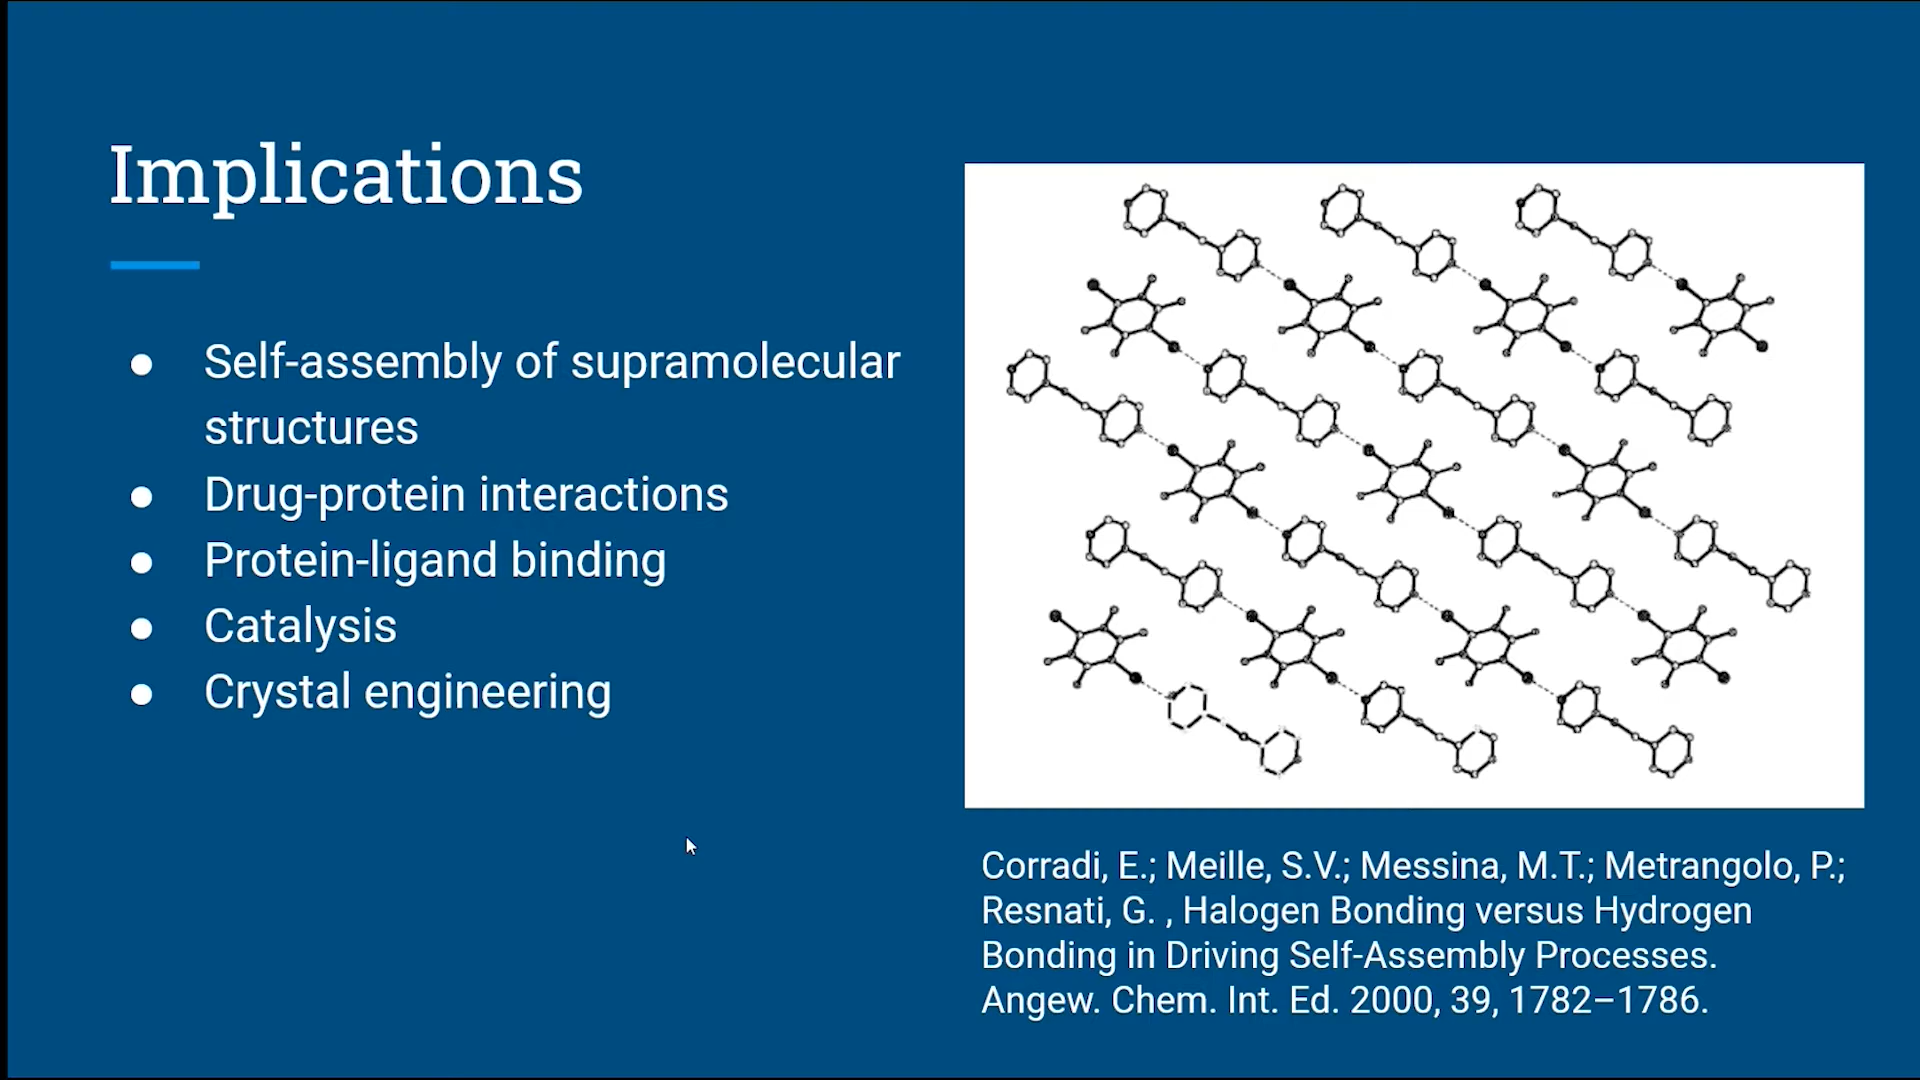 Implications
● Self-assembly of supramolecular
structures
● Drug-protein interactions
● Protein-ligand binding
● Catalysis
● Crystal engineering
Corradi, E.; Meille, S.V.; Messina, M.T.; Metrangolo, P.;
Resnati, G. , Halogen Bonding versus Hydrogen
Bonding in Driving Self-Assembly Processes.
Angew. Chem. Int. Ed. 2000, 39, 1782–1786.